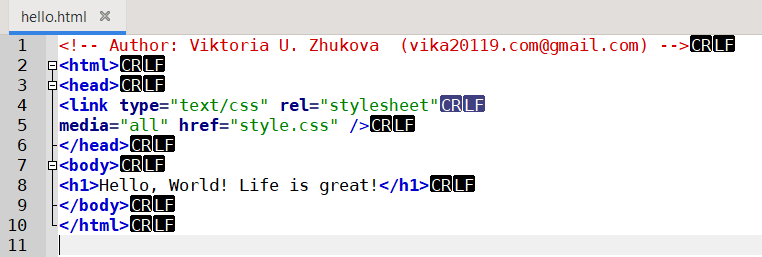 hello.html ×
1 <!-- Author: Viktoria U. Zhukova  (vika20119.com@gmail.com) -->CRLF
2 <html>CRLF
3 <head>CRLF
4 <link type="text/css" rel="stylesheet"CRLF
5 media="all" href="style.css" />CRLF
6 </head>CRLF
7 <body>CRLF
8 <h1>Hello, World! Life is great!</h1>CRLF
9 </body>CRLF
10 </html>CRLF
11